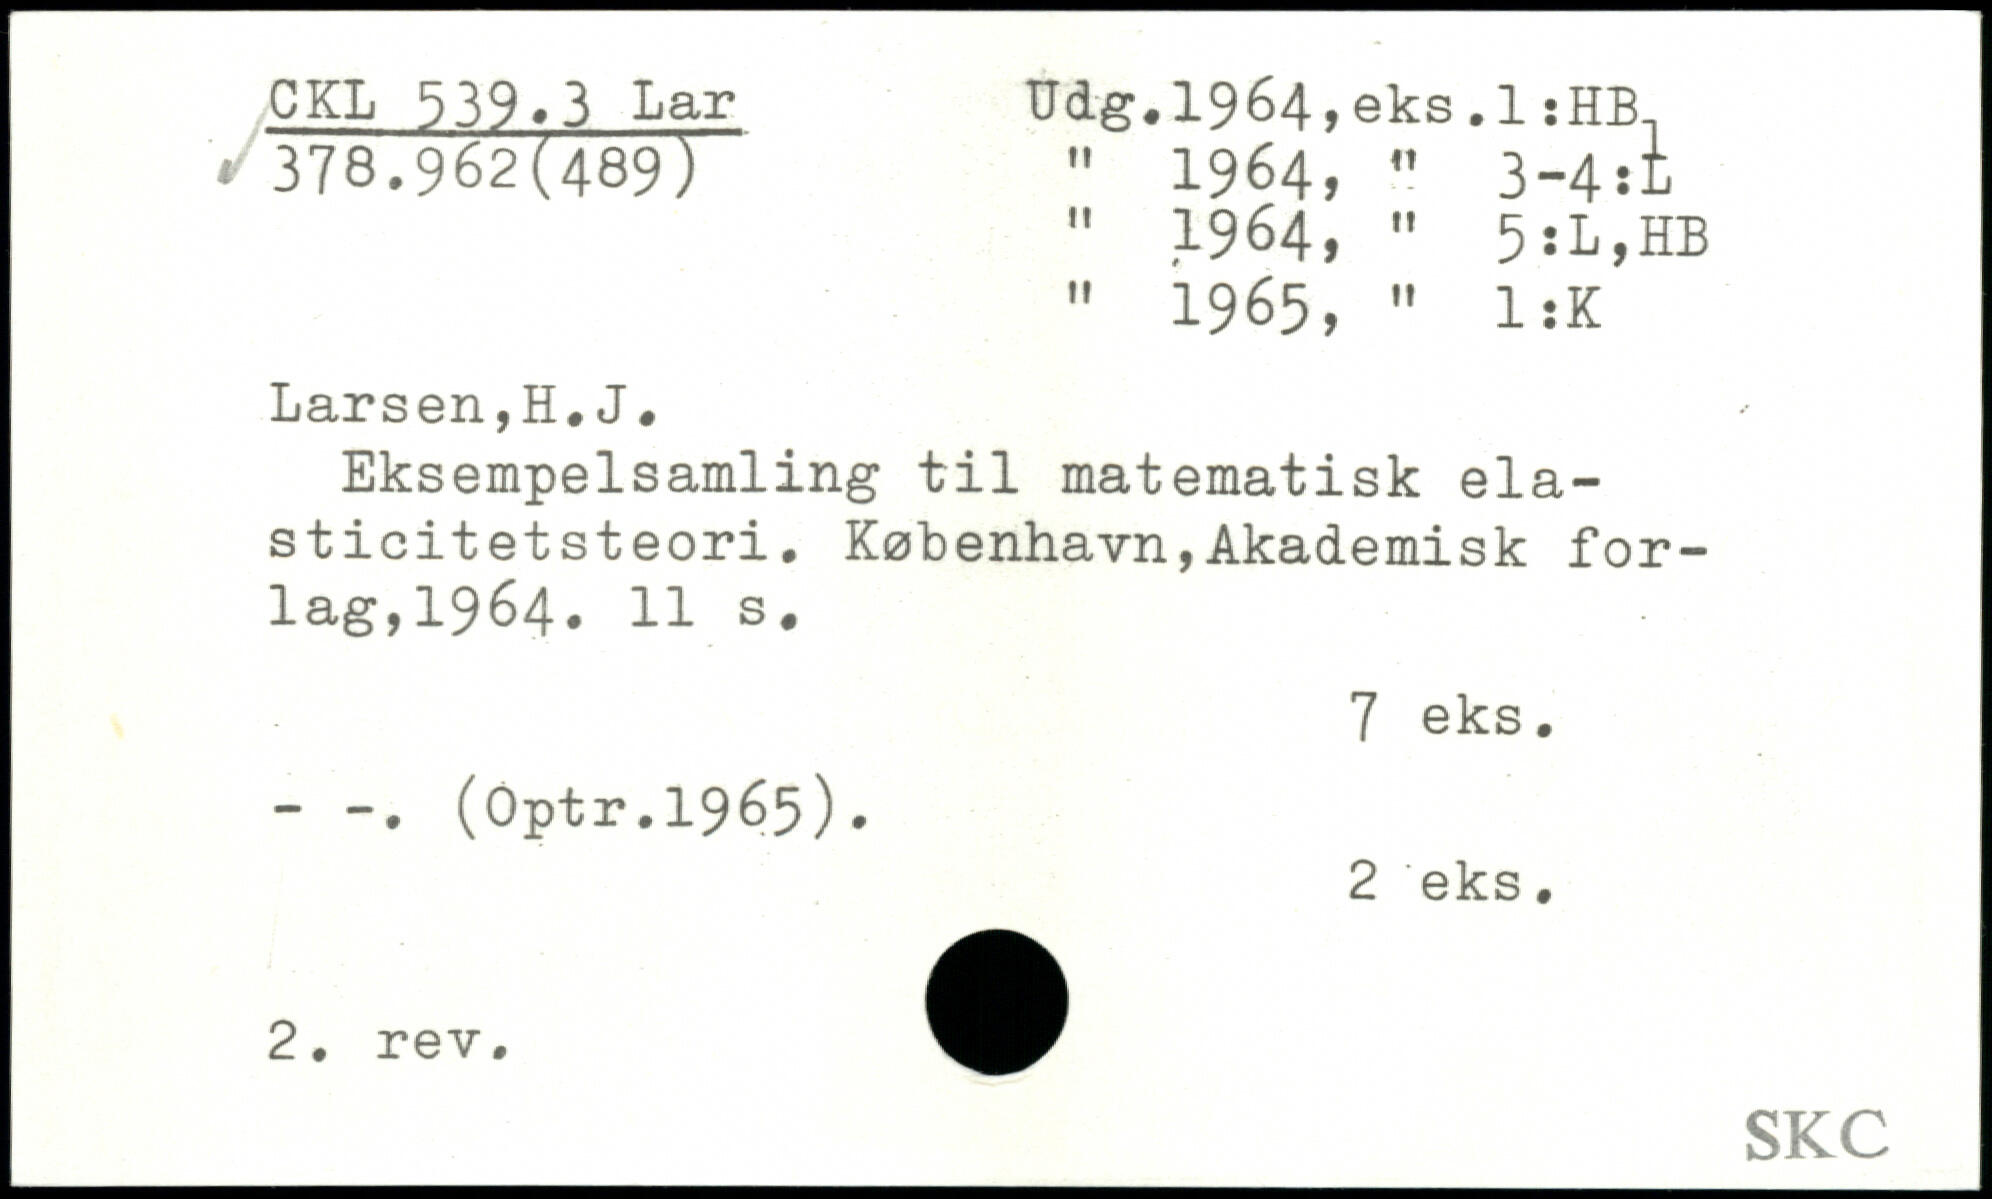 CKL 539.3 Lar
378.962(489)
Udg.1964,eks.1:HB1
" 1964, " 3-4:L
" 1964, " 5:L,HB
" 1965, " 1:K
Larsen,H.J.
Eksempelsamling til matematisk ela-
sticitetsteori. København,Akademisk for-
lag,1964. 11 s.
7 eks.
- -. (Optr.1965).
2 eks.
2. rev.
SKC